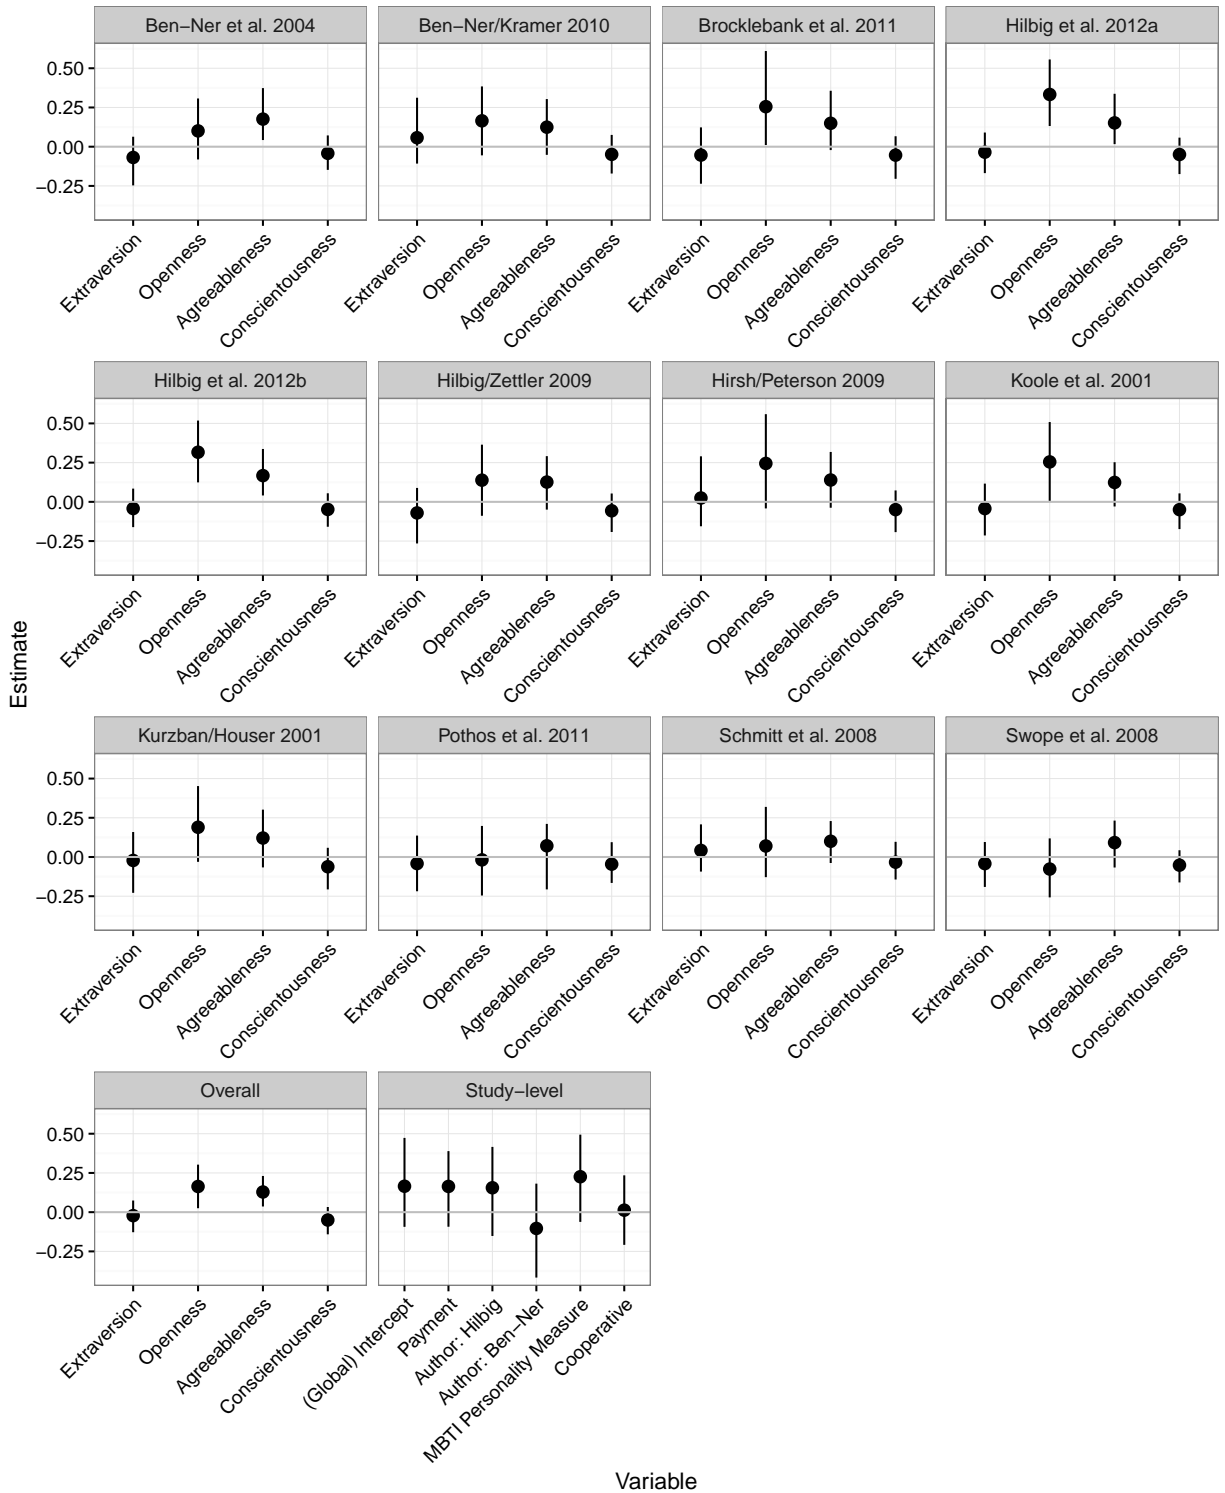 Ben−Ner et al. 2004
Ben−Ner/Kramer 2010
Brocklebank et al. 2011
Hilbig et al. 2012a
0.50
0.25
0.00
−0.25
Extraversion
Openness
Agreeableness
Conscientousness
Extraversion
Openness
Agreeableness
Conscientousness
Extraversion
Openness
Agreeableness
Conscientousness
Extraversion
Openness
Agreeableness
Conscientousness
Hilbig et al. 2012b
Hilbig/Zettler 2009
Hirsh/Peterson 2009
Koole et al. 2001
0.50
0.25
0.00
−0.25
Extraversion
Openness
Agreeableness
Conscientousness
Extraversion
Openness
Agreeableness
Conscientousness
Extraversion
Openness
Agreeableness
Conscientousness
Extraversion
Openness
Agreeableness
Conscientousness
Estimate
Kurzban/Houser 2001
Pothos et al. 2011
Schmitt et al. 2008
Swope et al. 2008
0.50
0.25
0.00
−0.25
Extraversion
Openness
Agreeableness
Conscientousness
Extraversion
Openness
Agreeableness
Conscientousness
Extraversion
Openness
Agreeableness
Conscientousness
Extraversion
Openness
Agreeableness
Conscientousness
Overall
Study−level
0.50
0.25
0.00
−0.25
Extraversion
Openness
Agreeableness
Conscientousness
(Global) Intercept
Payment
Author: Hilbig
Author: Ben−Ner
MBTI Personality Measure
Cooperative
Variable